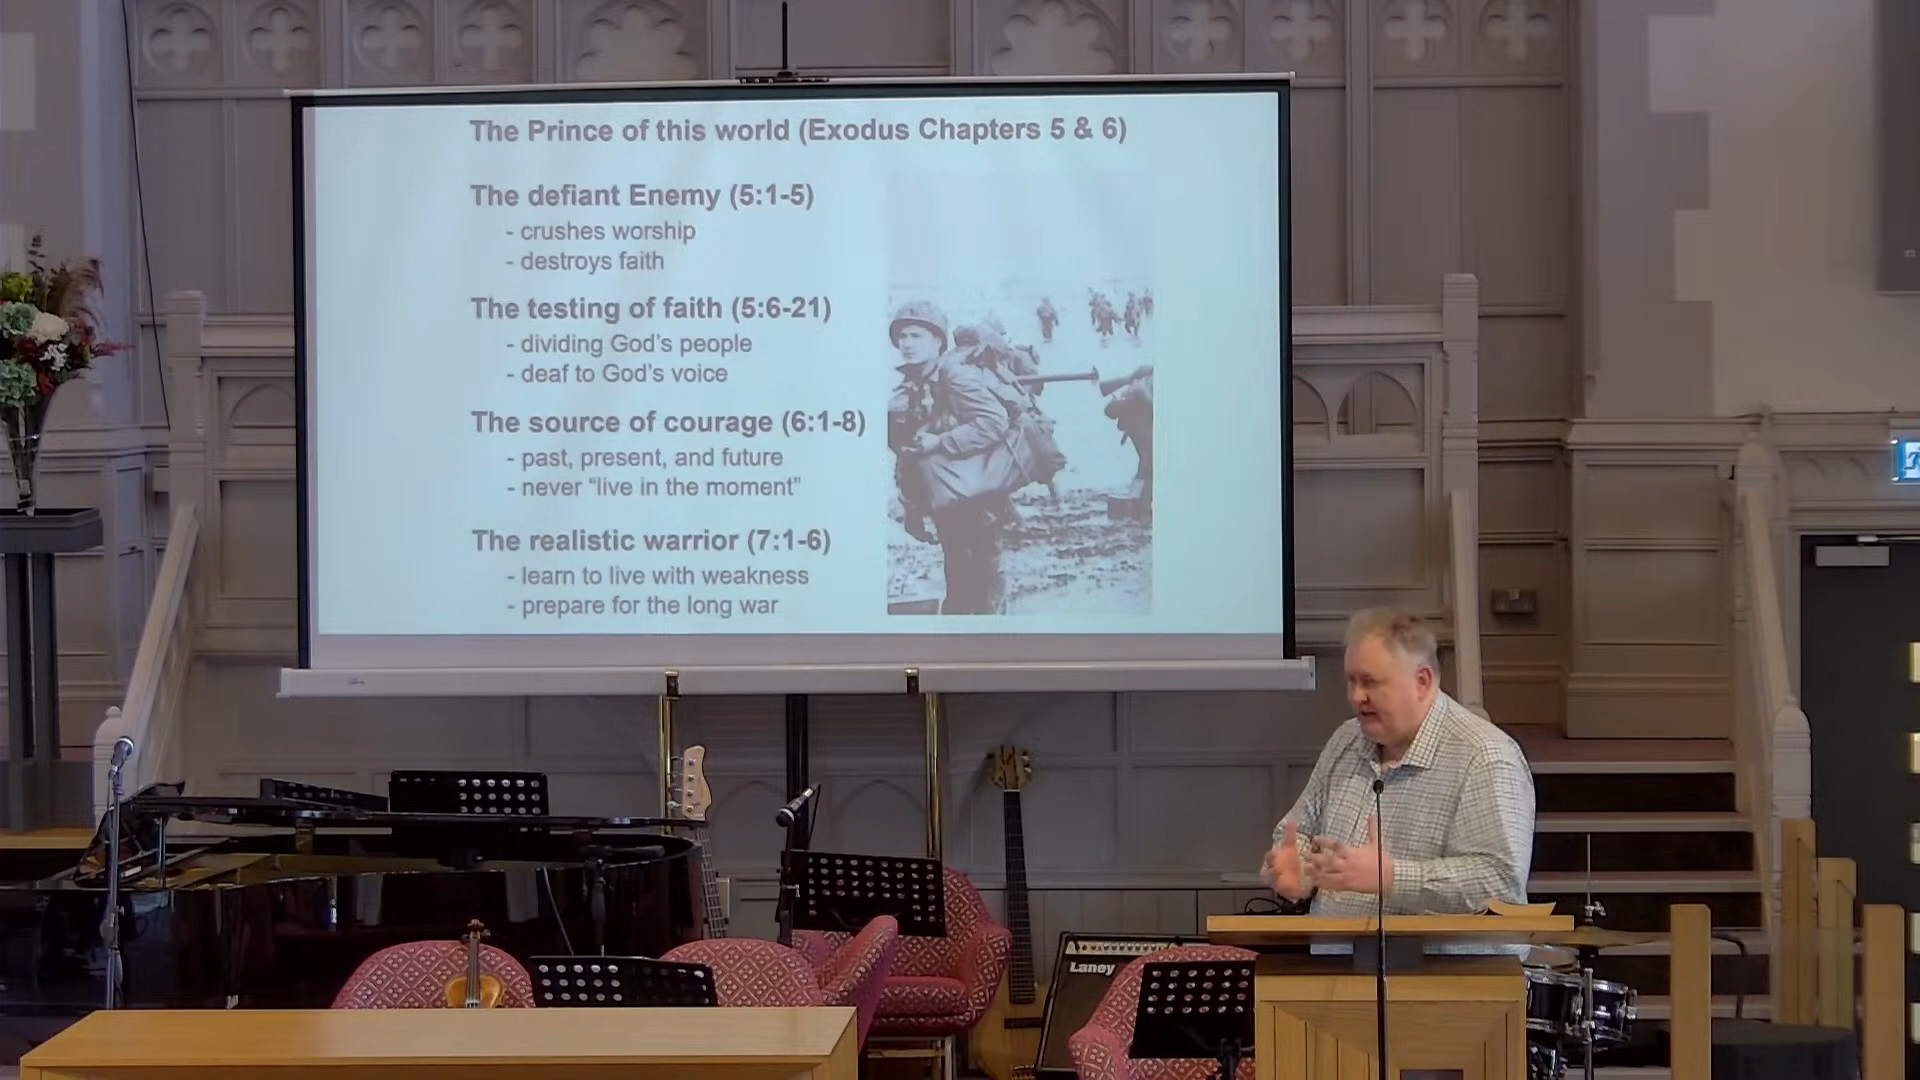 The Prince of this world (Exodus Chapters 5 & 6)
The defiant Enemy (5:1-5)
- crushes worship
- destroys faith
The testing of faith (5:6-21)
- dividing God's people
- deaf to God's voice
The source of courage (6:1-8)
- past, present, and future
- never “live in the moment”
The realistic warrior (7:1-6)
- learn to live with weakness
- prepare for the long war
Laney